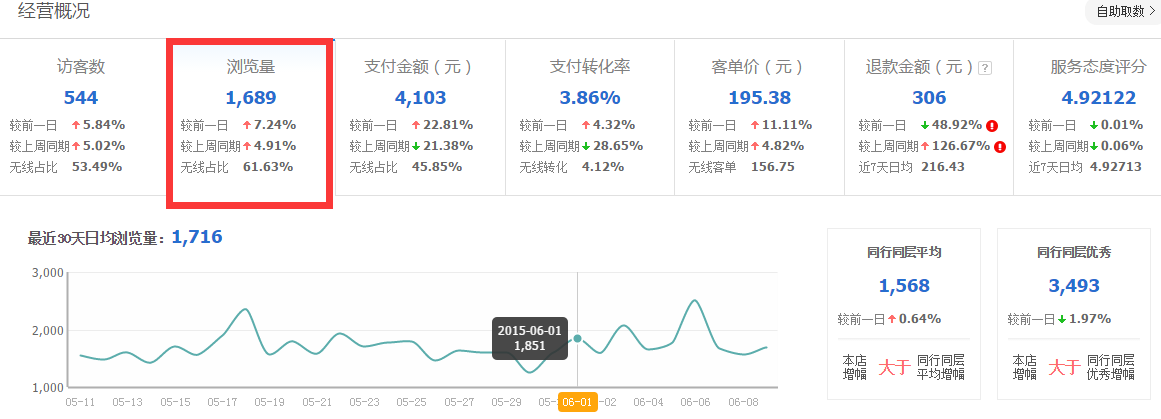 经营概况
自助取数
访客数
544
较前一日 5.84%
较上周同期 5.02%
无线占比 53.49%
浏览量
1,689
较前一日 7.24%
较上周同期 4.91%
无线占比 61.63%
支付金额（元）
4,103
较前一日 22.81%
较上周同期 21.38%
无线占比 45.85%
支付转化率
3.86%
较前一日 4.32%
较上周同期 28.65%
无线转化 4.12%
客单价（元）
195.38
较前一日 11.11%
较上周同期 4.82%
无线客单 156.75
退款金额（元） ?
306
较前一日 48.92% !
较上周同期 126.67% !
近7天日均 216.43
服务态度评分
4.92122
较前一日 0.01%
较上周同期 0.06%
近7天日均 4.92713
最近30天日均浏览量： 1,716
3,000
2,000
1,000
2015-06-01
1,851
05-11 05-13 05-15 05-17 05-19 05-21 05-23 05-25 05-27 05-29 06-01 06-04 06-06 06-08
同行同层平均
1,568
较前一日 0.64%
本店增幅 大于 同行同层平均增幅
同行同层优秀
3,493
较前一日 1.97%
本店增幅 大于 同行同层优秀增幅